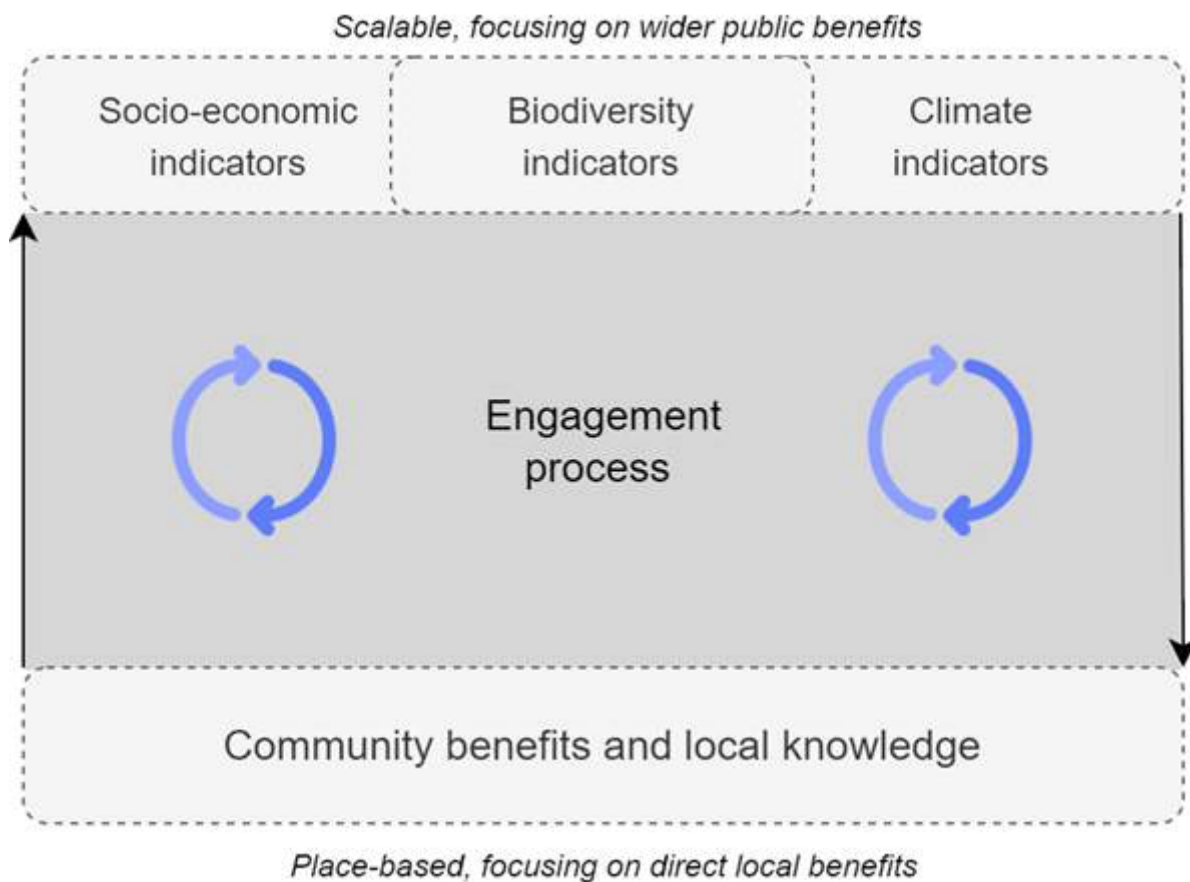 Scalable, focusing on wider public benefits
Socio-economic
indicators
Biodiversity
indicators
Climate
indicators
Engagement
process
Community benefits and local knowledge
Place-based, focusing on direct local benefits